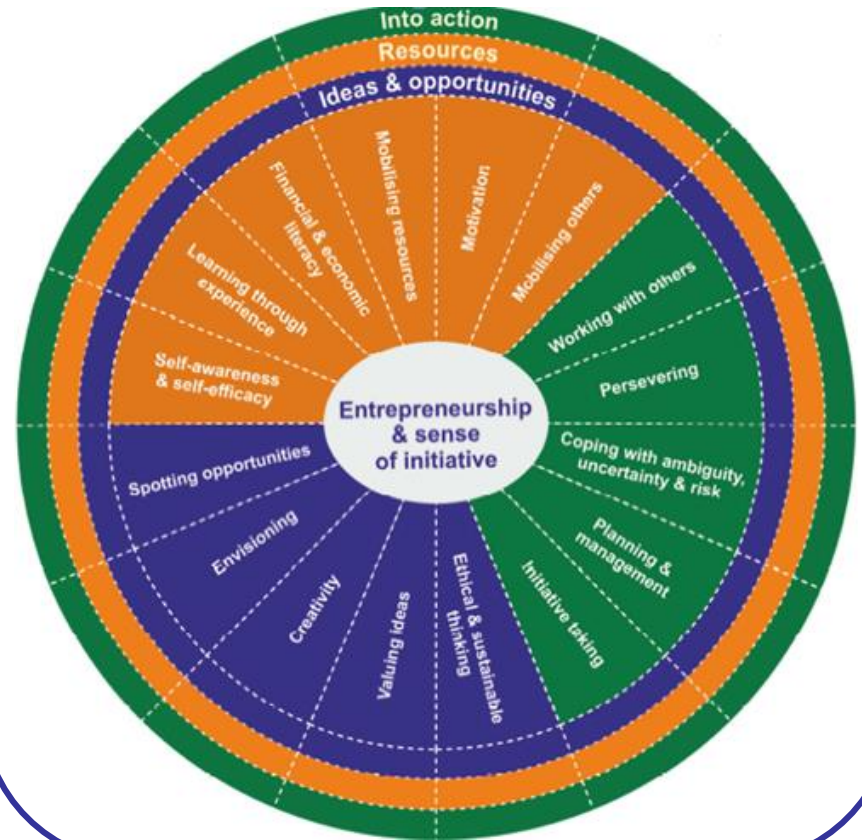 Into action
Resources
Ideas & opportunities
Mobilising resources
Motivation
Mobilising others
Financial & economic
literacy
Learning through
experience
Self-awareness
& self-efficacy
Working with others
Persevering
Entrepreneurship
& sense
of initiative
Coping with ambiguity,
uncertainty & risk
Planning &
management
Initiative taking
Spotting opportunities
Envisioning
Creativity
Valuing ideas
Ethical & sustainable
thinking